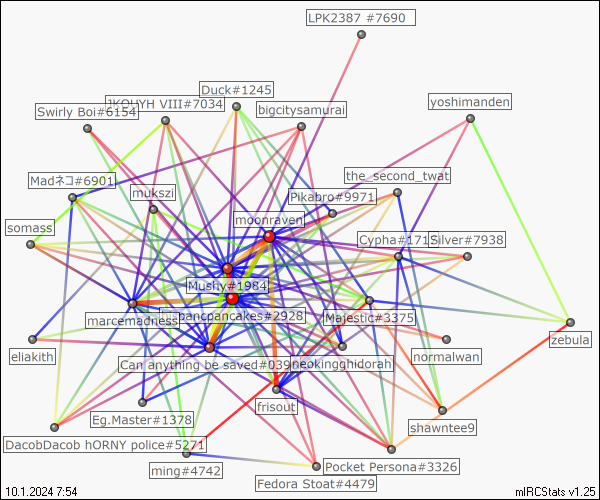 LPK2387 #7690
Duck#1245
JKOUYH VIII#7034
yoshimanden
Swirly Boi#6154
bigcitysamurai
the_second_twat
Madネコ#6901
mukszi
Pikabro#9971
moonraven
somass
Cypha#171
Silver#7938
Mushy#1984
pancpancakes#2928
marcemadness
Majestic#3375
zebula
eliakith
Can anything be saved#039
neokingghidorah
normalwan
frisout
Eg.Master#1378
shawntee9
DacobDacob hORNY police#5271
ming#4742
Pocket Persona#3326
Fedora Stoat#4479
10.1.2024 7:54
mIRCStats v1.25